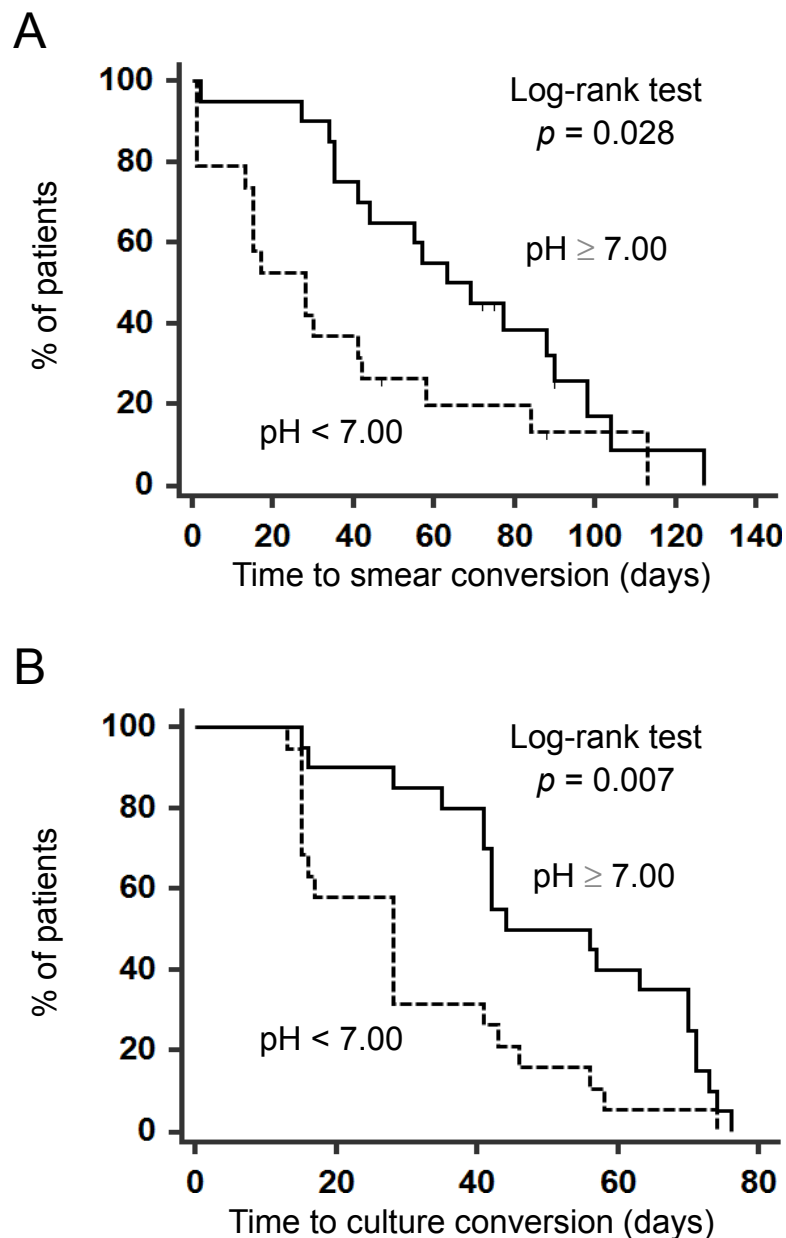 A
100
80
60
40
20
0
% of patients
Log-rank test
p = 0.028
pH ≥ 7.00
pH < 7.00
0 20 40 60 80 100 120 140
Time to smear conversion (days)
B
100
80
60
40
20
0
% of patients
Log-rank test
p = 0.007
pH ≥ 7.00
pH < 7.00
0 20 40 60 80
Time to culture conversion (days)